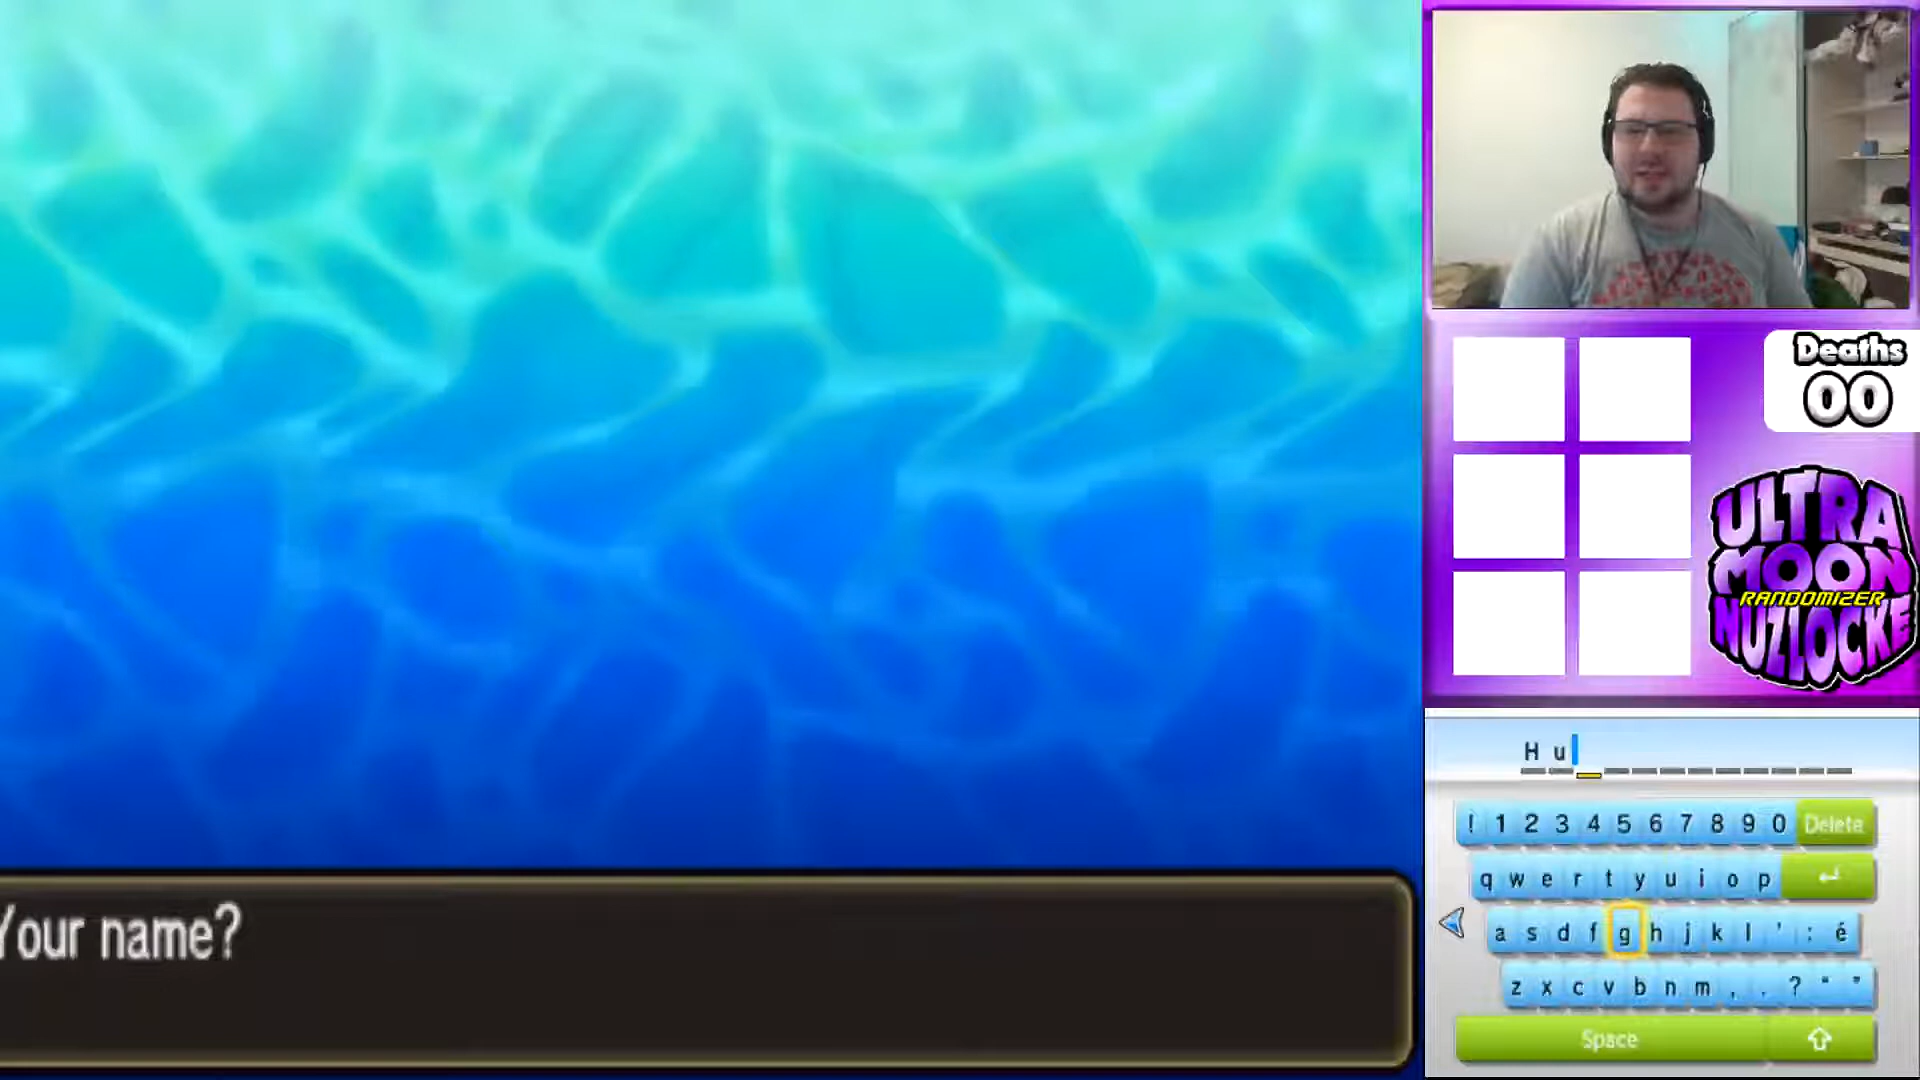 Your name?
Deaths
00
ULTRA
MOON
RANDOMIZER
NUZLOCKE
Hu
! 1 2 3 4 5 6 7 8 9 0 Delete
q w e r t y u i o p
a s d f g h j k l ' : é
z x c v b n m , . ? “ ”
Space